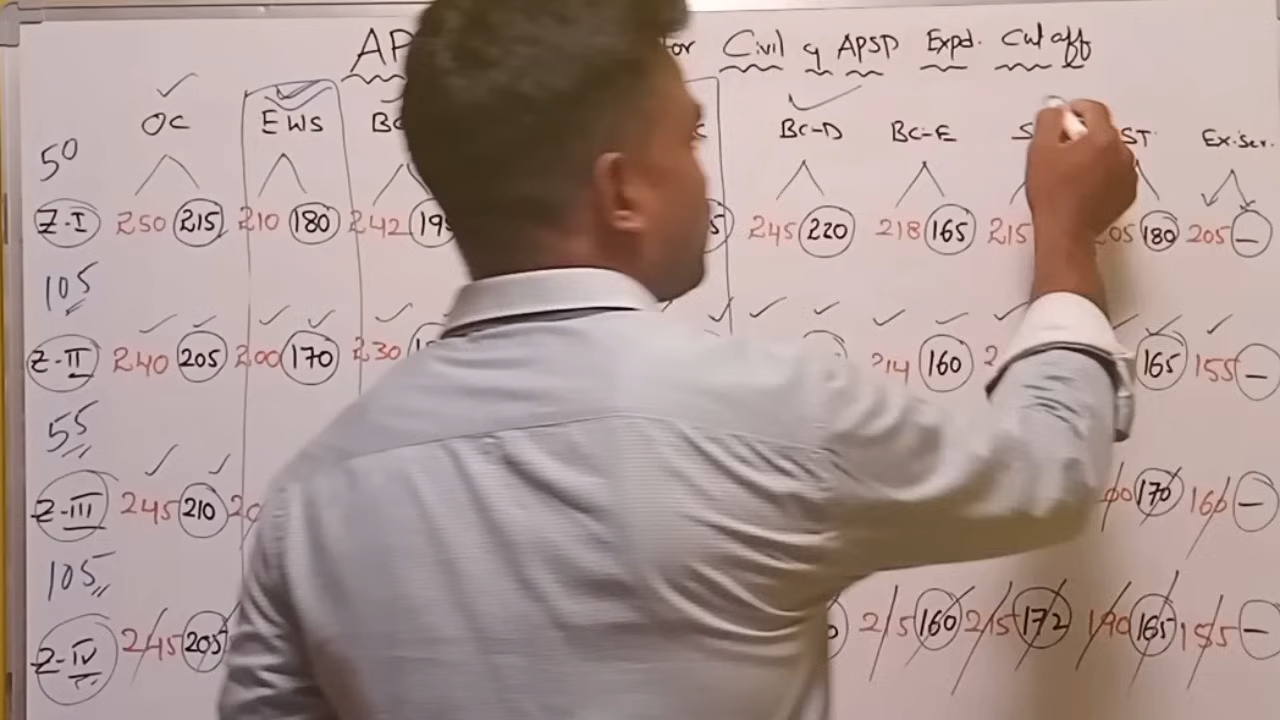 AP or Civil & APSP Expd. Cut off
OC EWS BC BC-D BC-E S ST Ex.Ser.
50
Z-I 250 215 210 180 242 195 5 245 220 218 165 215 205 180 205 —
105
Z-II 240 205 200 170 230 214 160 2 165 155 —
55
Z-III 245 210 20 170 160 —
105
Z-IV 245 205 215 160 215 172 190 165 155 —